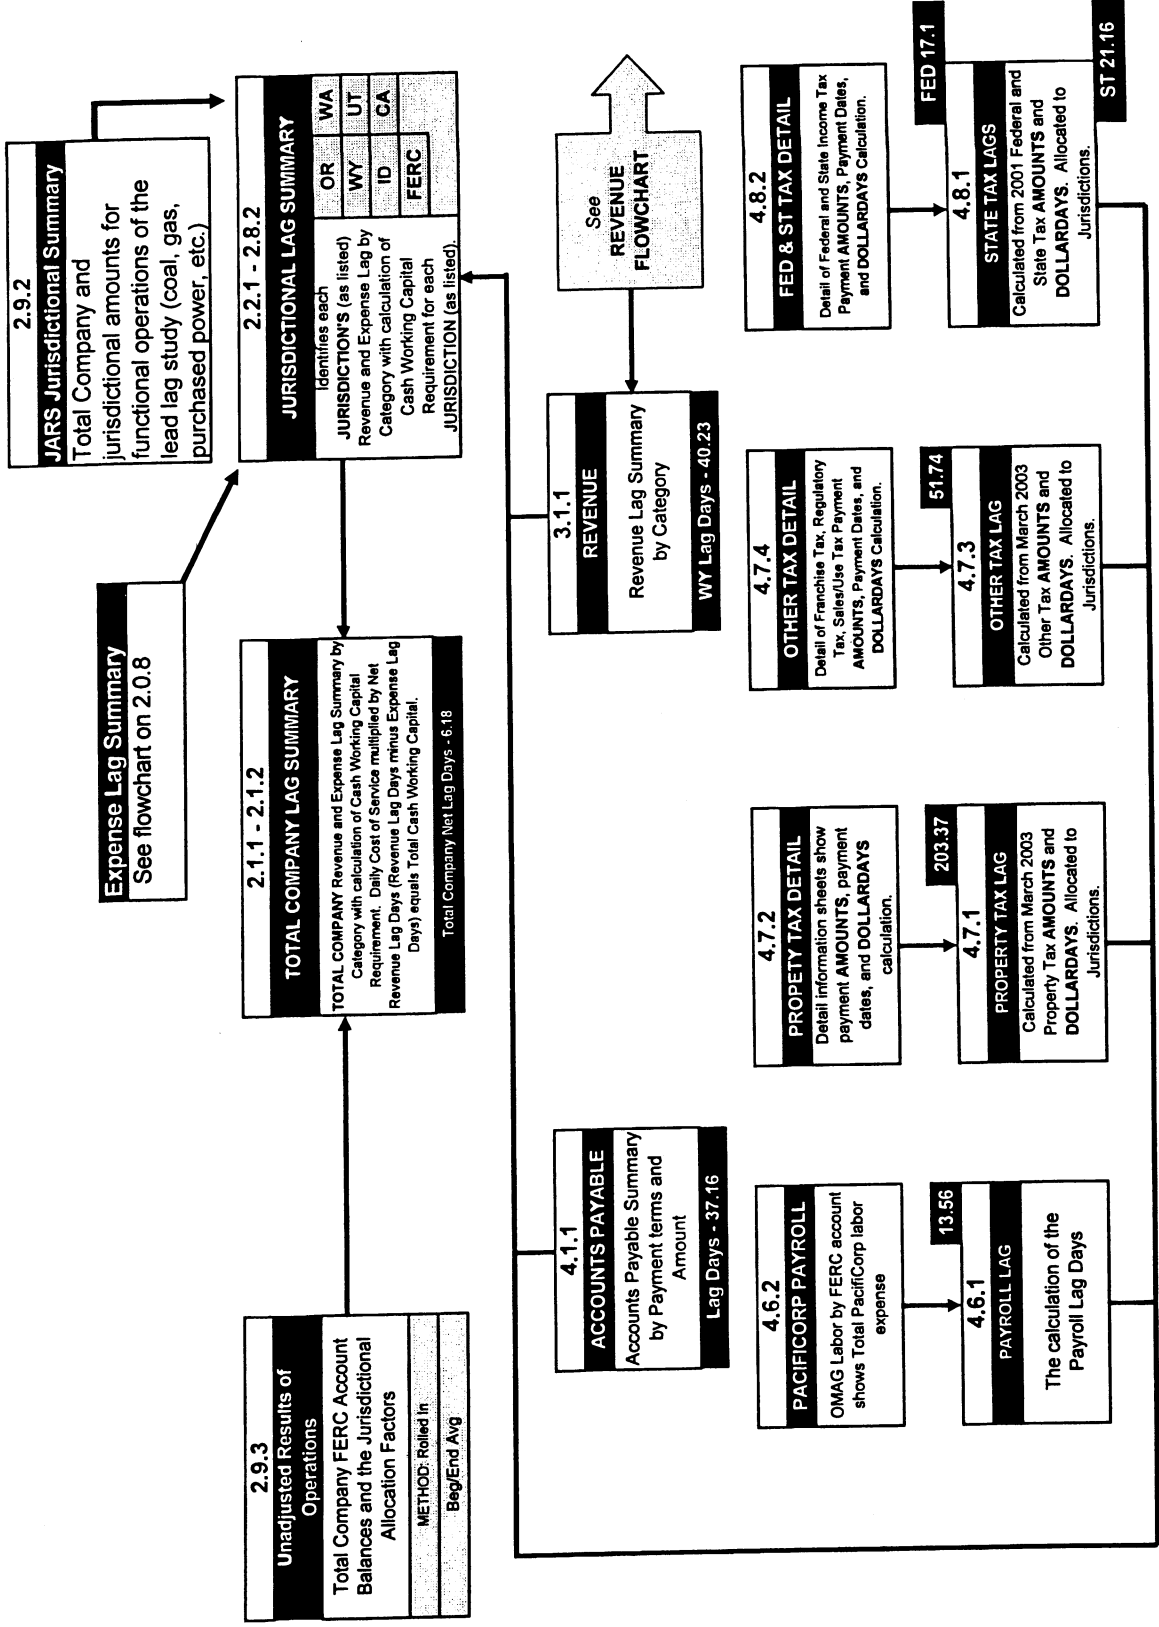 2.9.2
JARS Jurisdictional Summary
Total Company and
jurisdictional amounts for
functional operations of the
lead lag study (coal, gas,
purchased power, etc.)
Expense Lag Summary
See flowchart on 2.0.8
2.9.3
Unadjusted Results of
Operations
Total Company FERC Account
Balances and the Jurisdictional
Allocation Factors
METHOD: Rolled In
Beg/End Avg
2.1.1 - 2.1.2
TOTAL COMPANY LAG SUMMARY
TOTAL COMPANY Revenue and Expense Lag Summary by
Category with calculation of Cash Working Capital
Requirement. Daily Cost of Service multiplied by Net
Revenue Lag Days (Revenue Lag Days minus Expense Lag
Days) equals Total Cash Working Capital.
Total Company Net Lag Days - 6.18
2.2.1 - 2.8.2
JURISDICTIONAL LAG SUMMARY
Identifies each
JURISDICTION'S (as listed)
Revenue and Expense Lag by
Category with calculation of
Cash Working Capital
Requirement for each
JURISDICTION (as listed).
OR WA
WY UT
ID CA
FERC
4.1.1
ACCOUNTS PAYABLE
Accounts Payable Summary
by Payment terms and
Amount
Lag Days - 37.16
3.1.1
REVENUE
Revenue Lag Summary
by Category
WY Lag Days - 40.23
See
REVENUE
FLOWCHART
4.6.2
PACIFICORP PAYROLL
OMAG Labor by FERC account
shows Total PacifiCorp labor
expense
4.7.2
PROPETY TAX DETAIL
Detail information sheets show
payment AMOUNTS, payment
dates, and DOLLARDAYS
calculation.
4.7.4
OTHER TAX DETAIL
Detail of Franchise Tax, Regulatory
Tax, Sales/Use Tax Payment
AMOUNTS, Payment Dates, and
DOLLARDAYS Calculation.
4.8.2
FED & ST TAX DETAIL
Detail of Federal and State Income Tax
Payment AMOUNTS, Payment Dates,
and DOLLARDAYS Calculation.
13.56
4.6.1
PAYROLL LAG
The calculation of the
Payroll Lag Days
203.37
4.7.1
PROPERTY TAX LAG
Calculated from March 2003
Property Tax AMOUNTS and
DOLLARDAYS. Allocated to
Jurisdictions.
51.74
4.7.3
OTHER TAX LAG
Calculated from March 2003
Other Tax AMOUNTS and
DOLLARDAYS. Allocated to
Jurisdictions.
FED 17.1
4.8.1
STATE TAX LAGS
Calculated from 2001 Federal and
State Tax AMOUNTS and
DOLLARDAYS. Allocated to
Jurisdictions.
ST 21.16